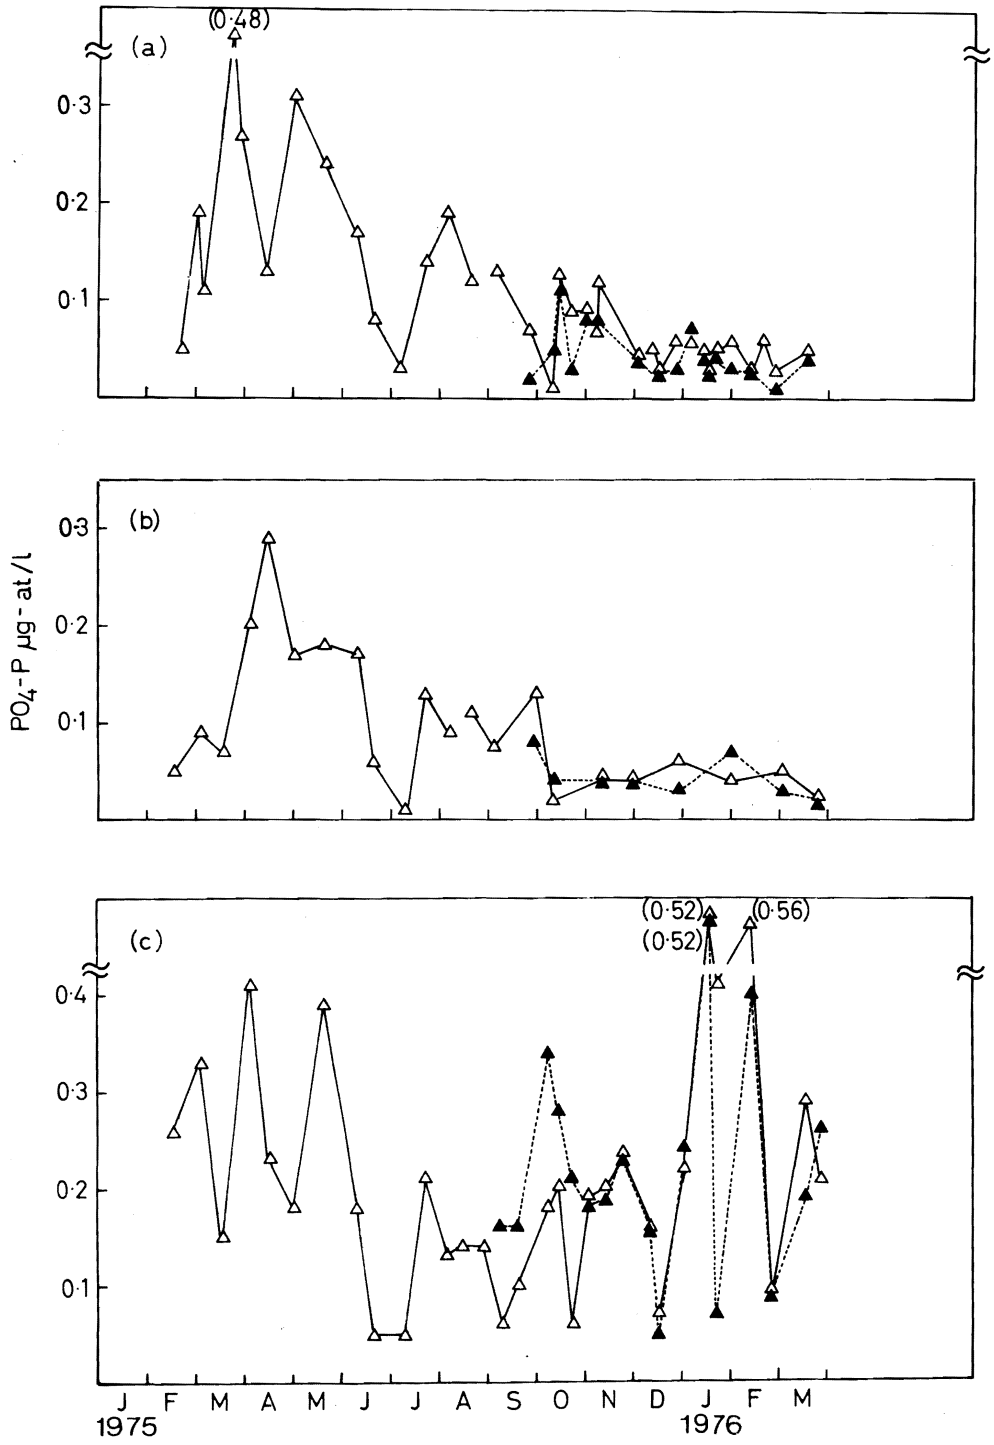 (0·48)
(a)
0·3
0·2
0·1
(b)
0·3
0·2
0·1
PO4-P µg-at/l
(0·52) (0·56)
(0·52)
(c)
0·4
0·3
0·2
0·1
J F M A M J J A S O N D J F M
1975 1976